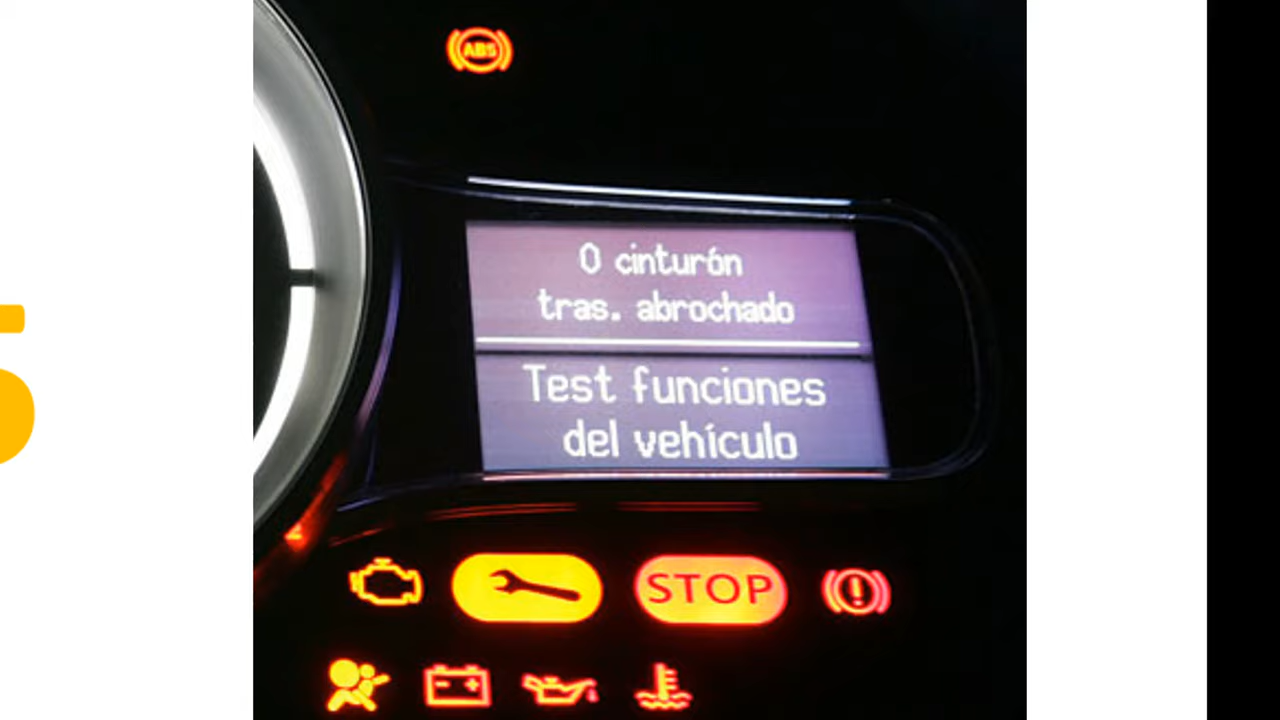 ABS
0 cinturón
tras. abrochado
Test funciones
del vehículo
STOP